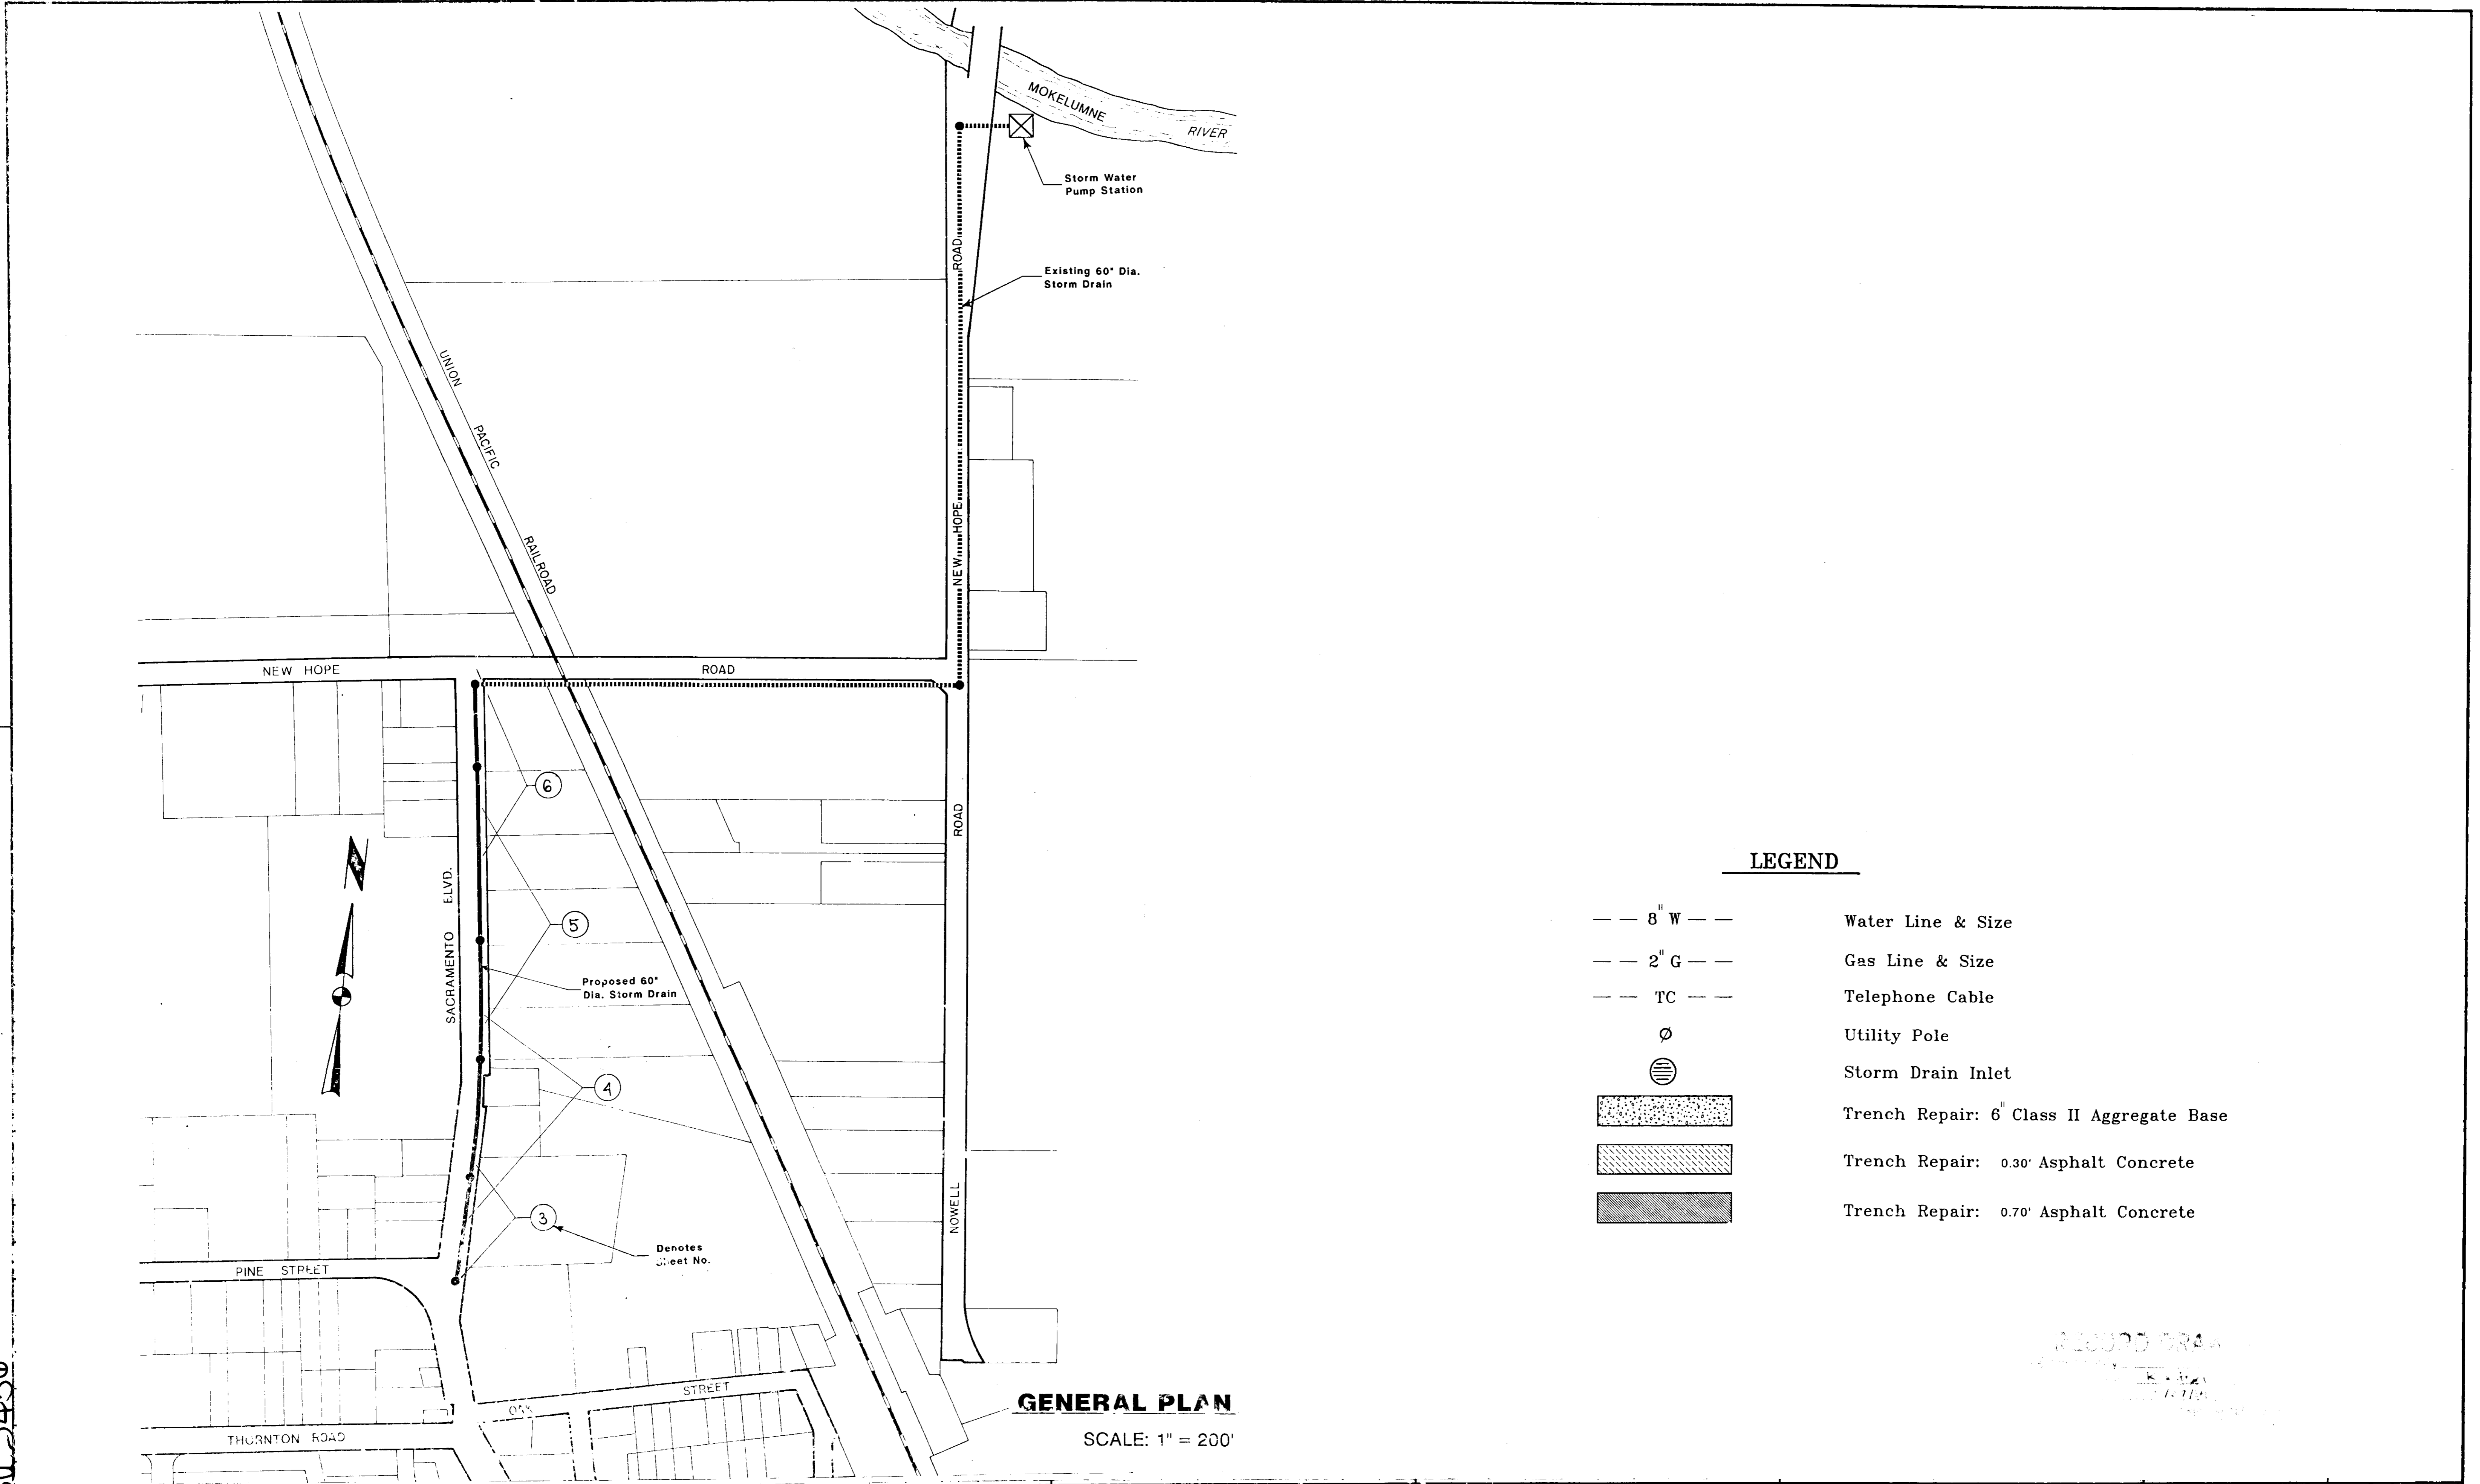 MOKELUMNE
RIVER
Storm Water
Pump Station
ROAD
Existing 60" Dia.
Storm Drain
UNION
PACIFIC
RAILROAD
NEW HOPE
NEW HOPE
ROAD
6
ROAD
SACRAMENTO ELVD.
5
Proposed 60"
Dia. Storm Drain
4
3
Denotes
Sheet No.
NOWELL
PINE STREET
STREET
OAK
THORNTON ROAD
GENERAL PLAN
SCALE: 1" = 200'
LEGEND
— — 8" W — — Water Line & Size
— — 2" G — — Gas Line & Size
— — TC — — Telephone Cable
Utility Pole
Storm Drain Inlet
Trench Repair: 6" Class II Aggregate Base
Trench Repair: 0.30' Asphalt Concrete
Trench Repair: 0.70' Asphalt Concrete